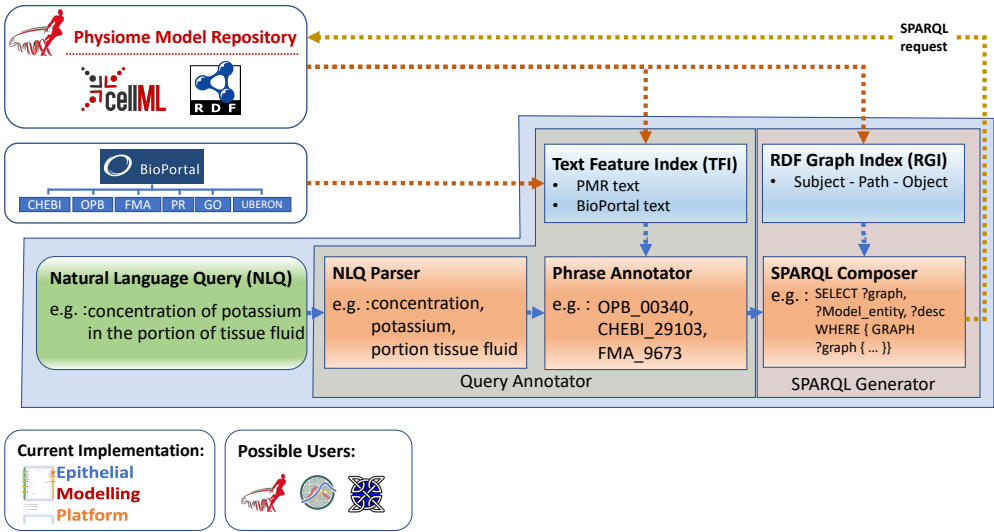 Physiome Model Repository
cellML
RDF
SPARQL
request
BioPortal
CHEBI OPB FMA PR GO UBERON
Text Feature Index (TFI)
• PMR text
• BioPortal text
RDF Graph Index (RGI)
• Subject - Path - Object
Natural Language Query (NLQ)
e.g. : concentration of potassium
in the portion of tissue fluid
NLQ Parser
e.g. : concentration,
potassium,
portion tissue fluid
Phrase Annotator
e.g. : OPB_00340,
CHEBI_29103,
FMA_9673
SPARQL Composer
e.g. : SELECT ?graph,
?Model_entity, ?desc
WHERE { GRAPH
?graph { ... }}
Query Annotator
SPARQL Generator
Current Implementation:
Epithelial
Modelling
Platform
Possible Users: